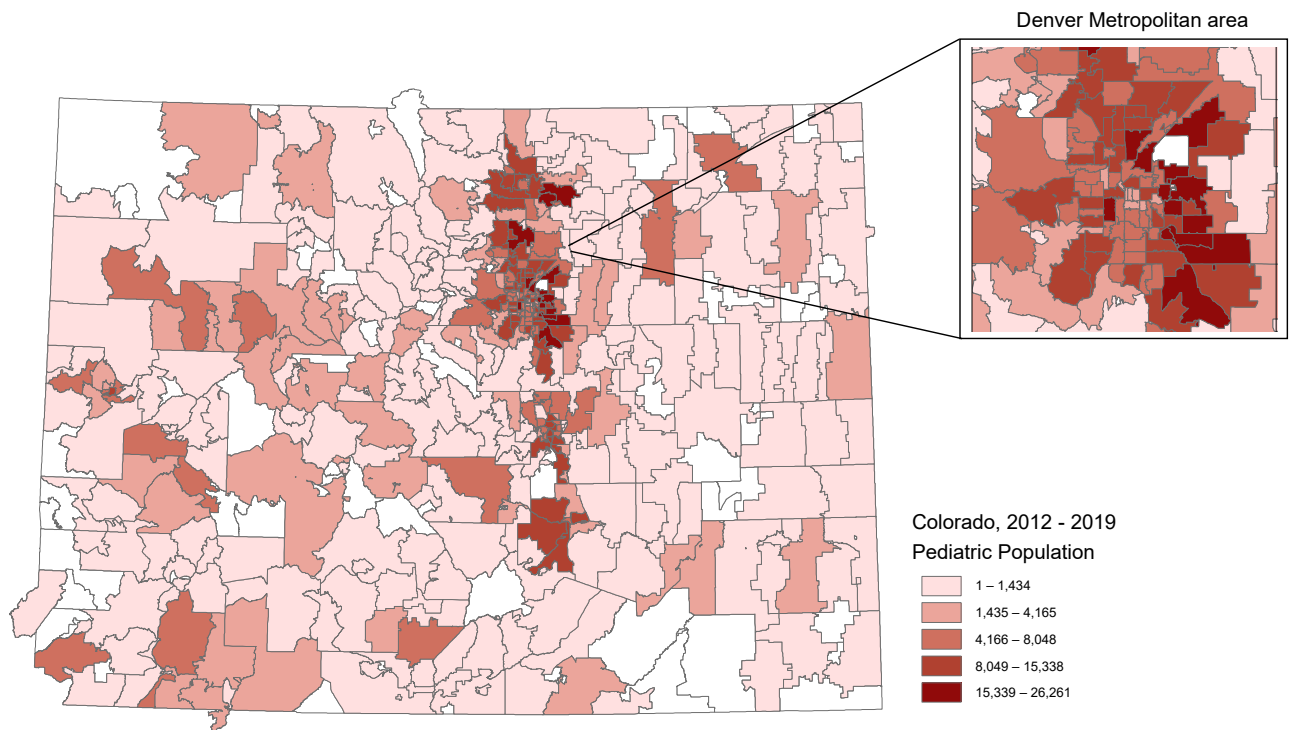 Denver Metropolitan area
Colorado, 2012 - 2019
Pediatric Population
1 – 1,434
1,435 – 4,165
4,166 – 8,048
8,049 – 15,338
15,339 – 26,261